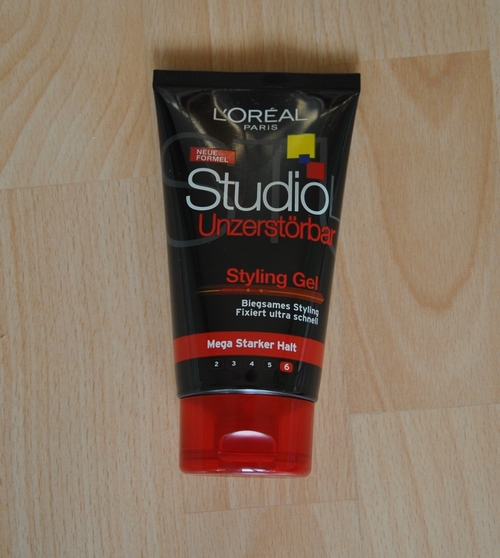 L'ORÉAL
PARIS
NEUE
FORMEL
Studio L
Unzerstörbar
Styling Gel
Biegsames Styling
Fixiert ultra schnell
Mega Starker Halt
2 3 4 5 6